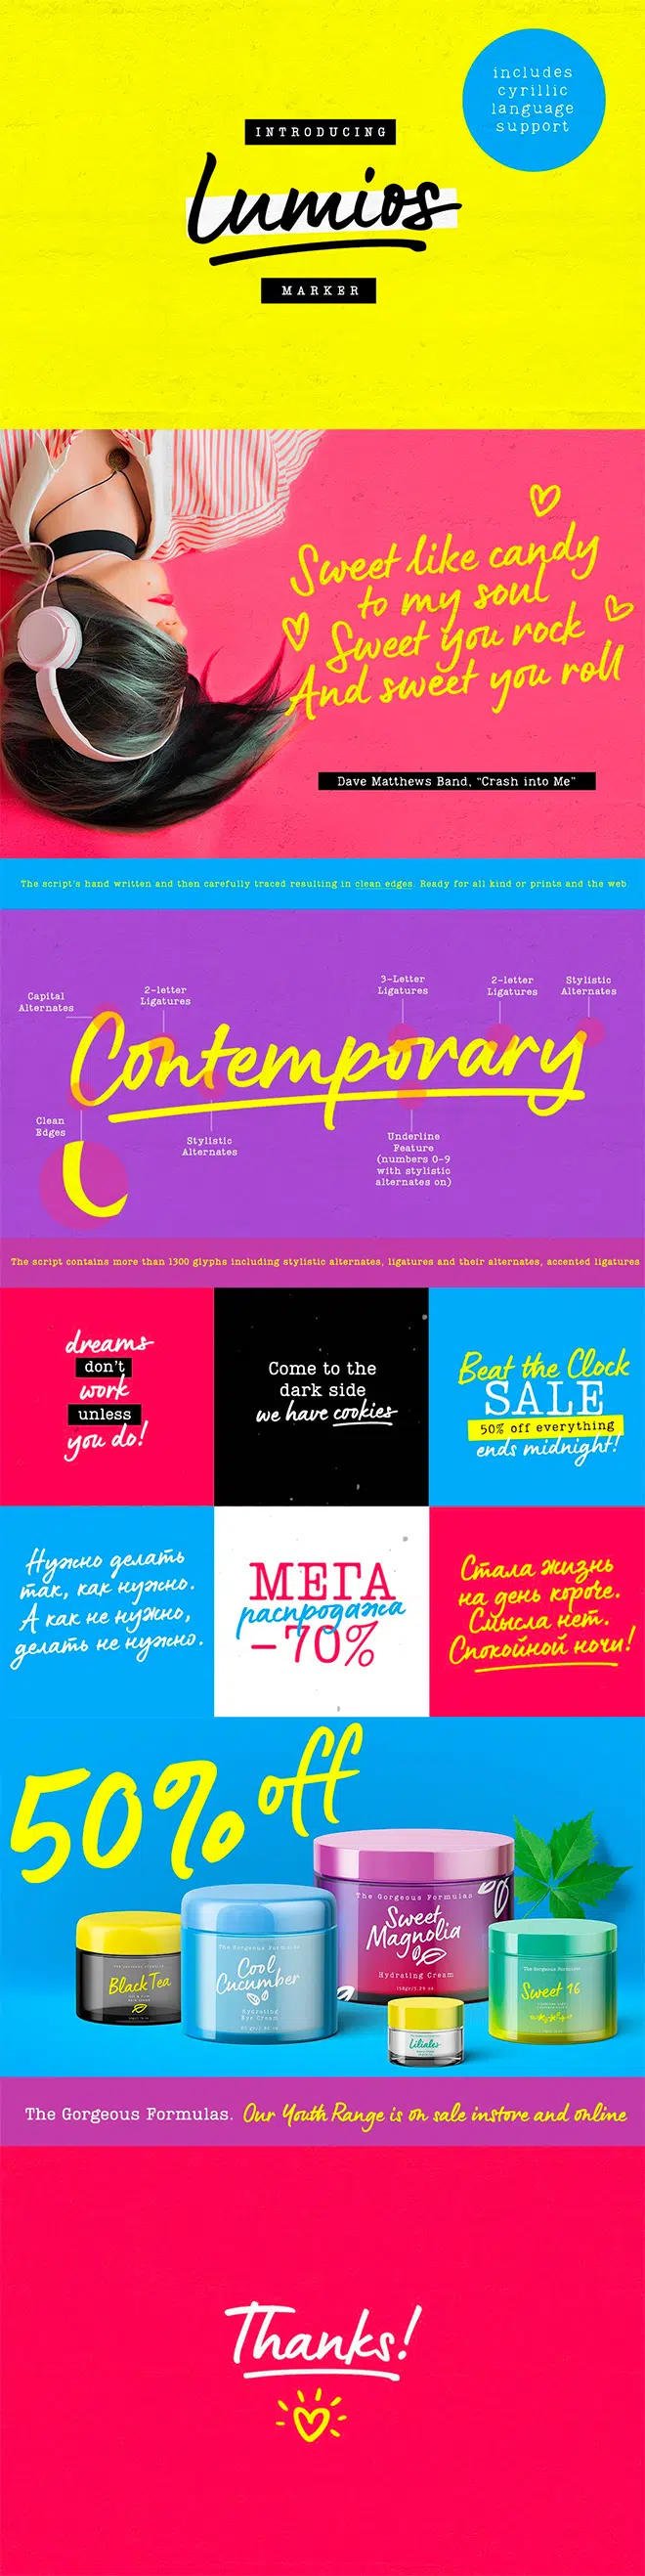 includes
cyrillic
language
support
INTRODUCING
Lumios
MARKER
Sweet like candy
to my soul
Sweet you rock
And sweet you roll
Dave Matthews Band, “Crash into Me”
The script's hand written and then carefully traced resulting in clean edges. Ready for all kind or prints and the web.
Capital
Alternates
2-letter
Ligatures
3-Letter
Ligatures
2-letter
Ligatures
Stylistic
Alternates
Contemporary
Clean
Edges
Stylistic
Alternates
Underline
Feature
(numbers 0-9
with stylistic
alternates on)
The script contains more than 1300 glyphs including stylistic alternates, ligatures and their alternates, accented ligatures
dreams
don't
work
unless
you do!
Come to the
dark side
we have cookies
Beat the Clock
SALE
50% off everything
ends midnight!
Нужно делать
так, как нужно.
А как не нужно,
делать не нужно.
МЕГА
распродажа
-70%
Стала жизнь
на день короче.
Смысла нет.
Спокойной ночи!
50% off
The Gorgeous Formulas
Sweet
Magnolia
Hydrating Cream
The Gorgeous Formulas
Cool
Cucumber
Hydrating
Eye Cream
Black Tea
The Gorgeous Formulas
Sweet 16
Liliales
The Gorgeous Formulas. Our Youth Range is on sale instore and online
Thanks!